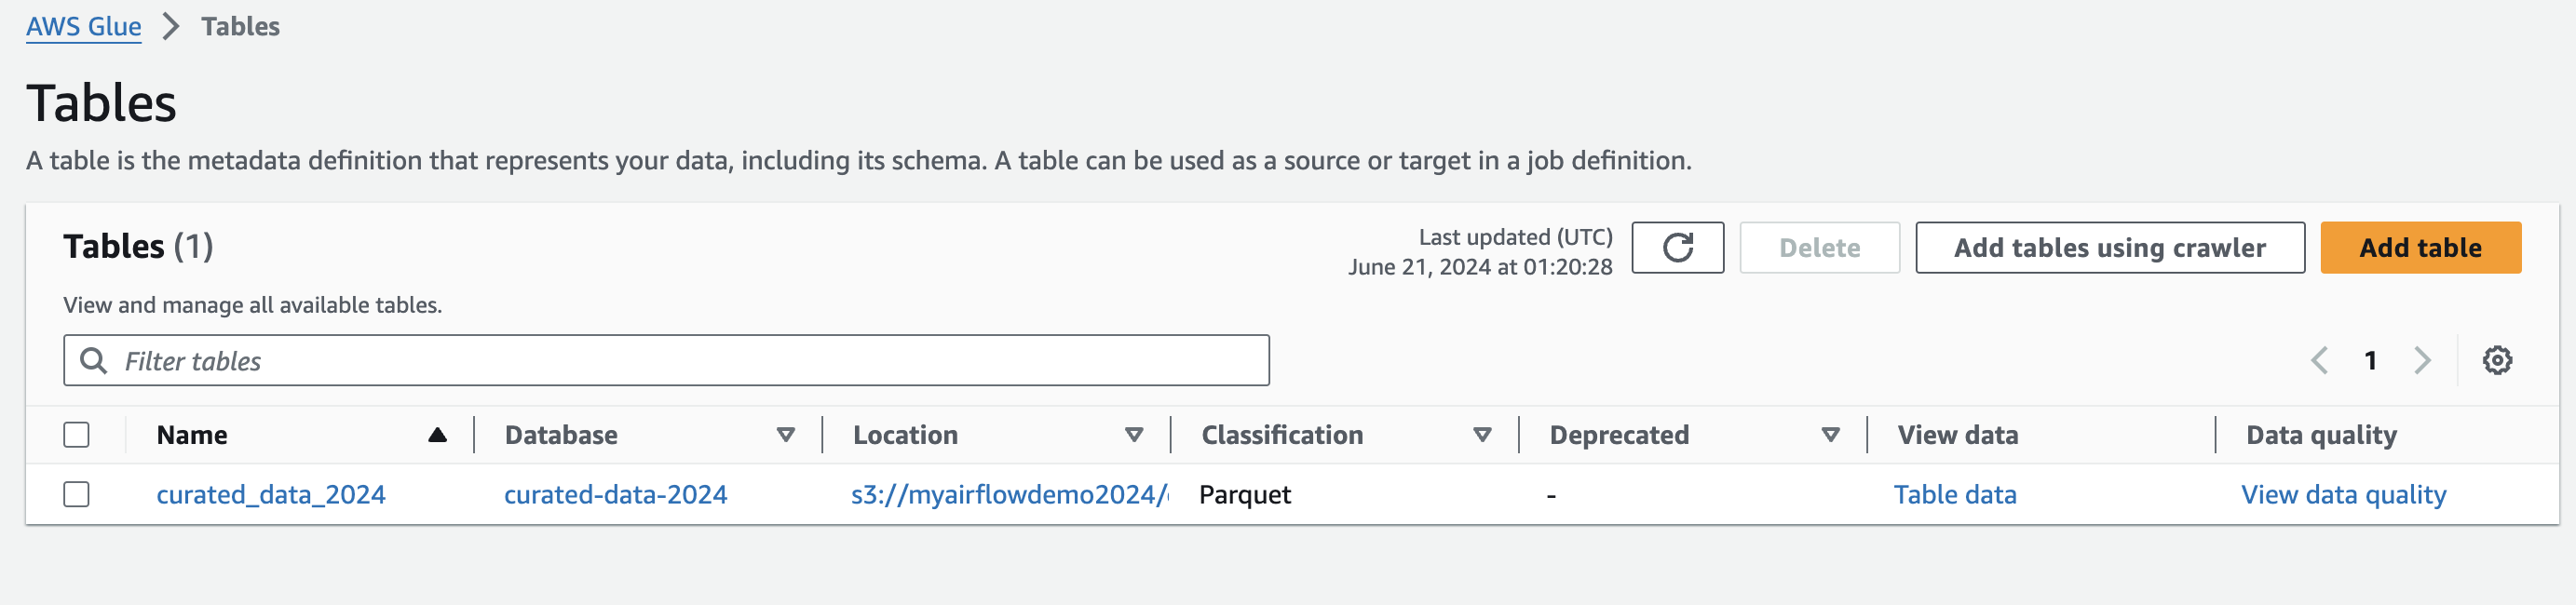 AWS Glue > Tables
Tables
A table is the metadata definition that represents your data, including its schema. A table can be used as a source or target in a job definition.
Tables (1)
Last updated (UTC)
June 21, 2024 at 01:20:28
Delete
Add tables using crawler
Add table
View and manage all available tables.
Filter tables
1
Name Database Location Classification Deprecated View data Data quality
curated_data_2024 curated-data-2024 s3://myairflowdemo2024/ Parquet - Table data View data quality